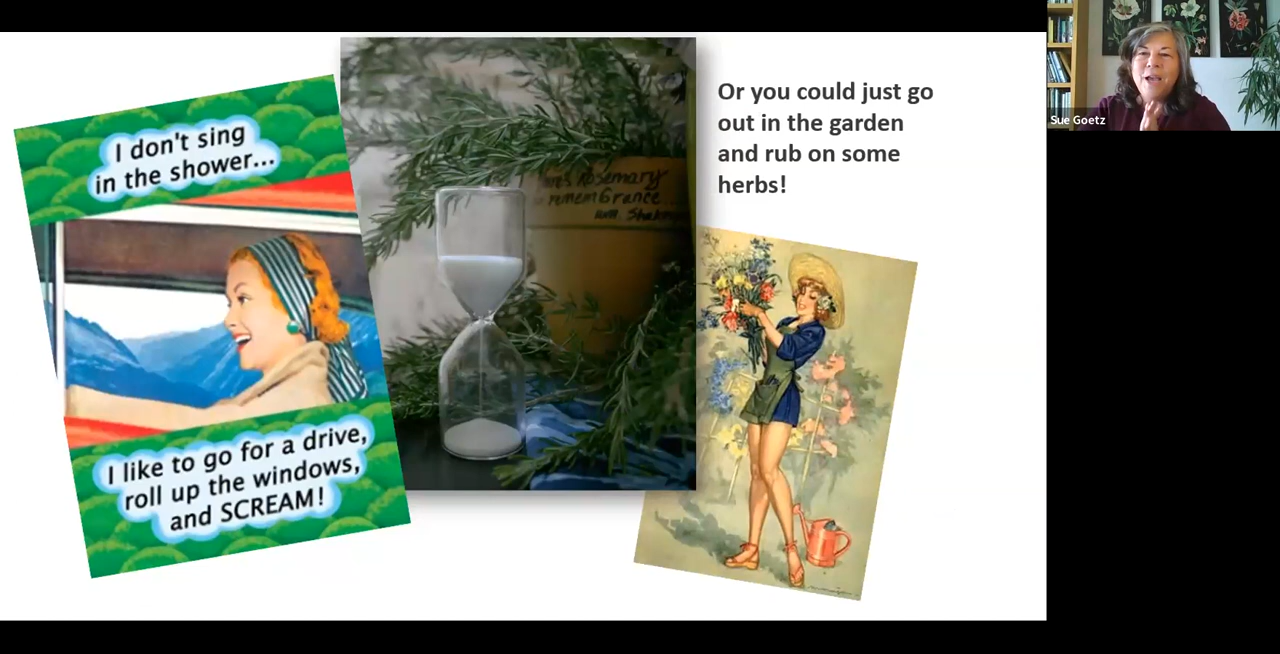 I don't sing
in the shower...
I like to go for a drive,
roll up the windows,
and SCREAM!
Rosemary
Or you could just go
out in the garden
and rub on some
herbs!
Sue Goetz